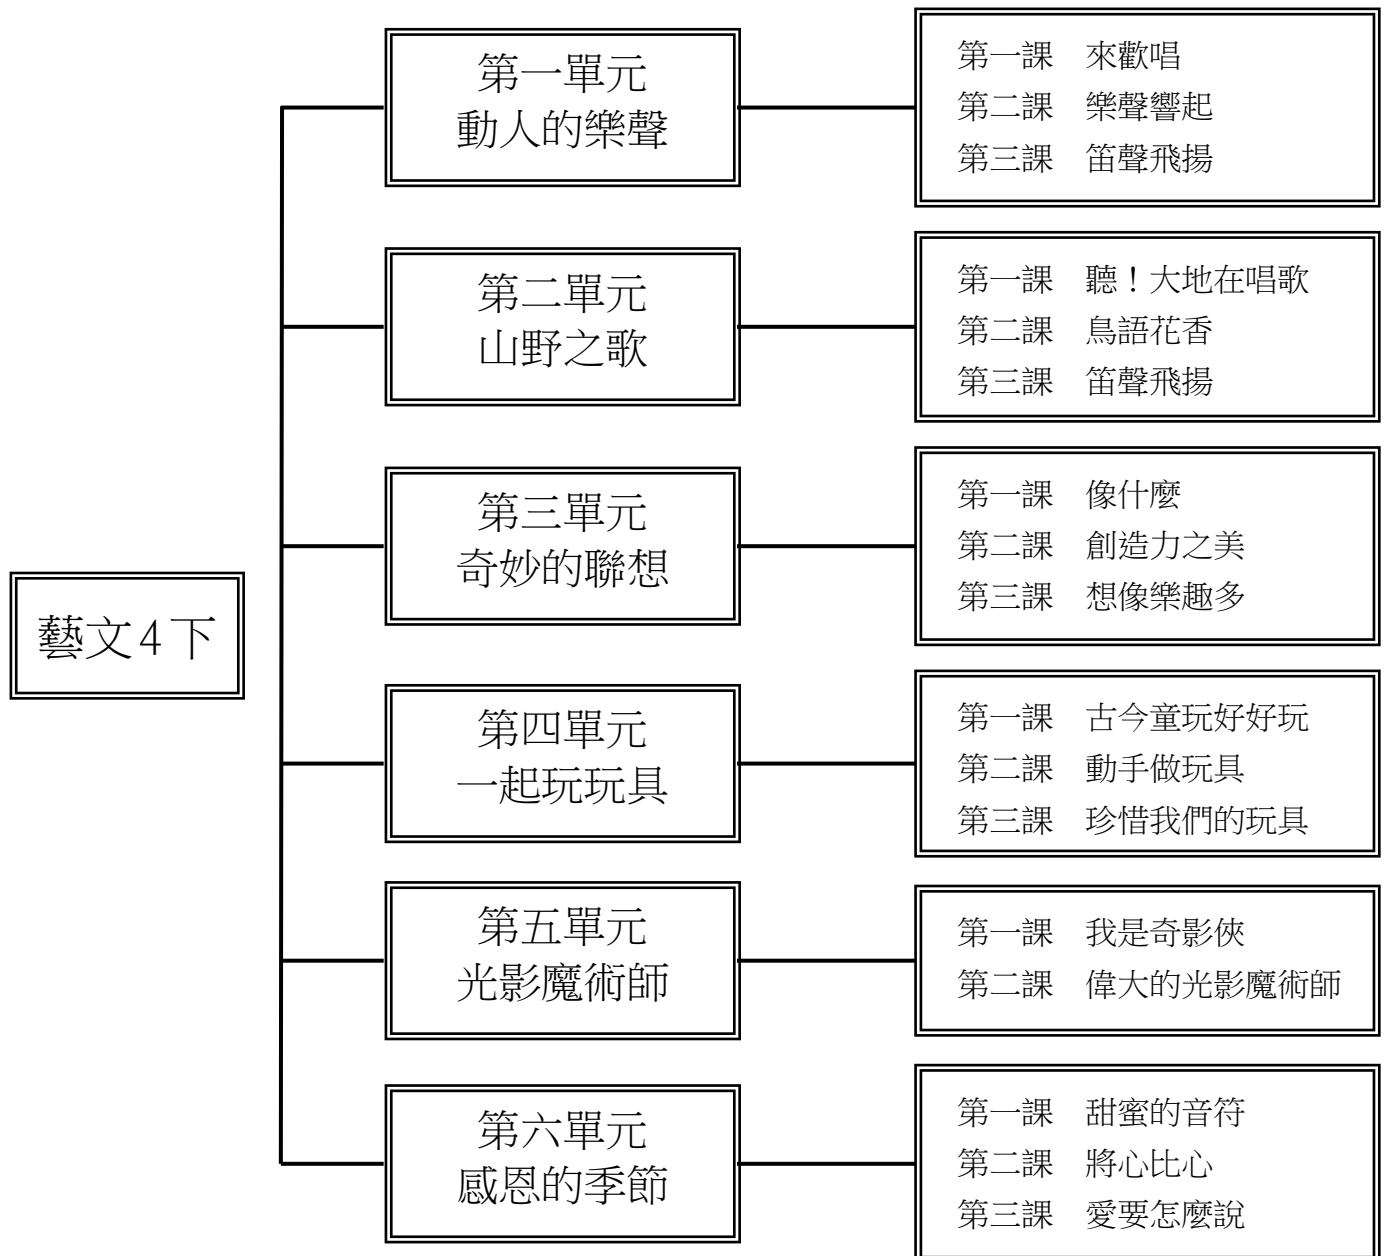 藝文4下
第一單元
動人的樂聲
第一課　來歡唱
第二課　樂聲響起
第三課　笛聲飛揚
第二單元
山野之歌
第一課　聽！大地在唱歌
第二課　鳥語花香
第三課　笛聲飛揚
第三單元
奇妙的聯想
第一課　像什麼
第二課　創造力之美
第三課　想像樂趣多
第四單元
一起玩玩具
第一課　古今童玩好好玩
第二課　動手做玩具
第三課　珍惜我們的玩具
第五單元
光影魔術師
第一課　我是奇影俠
第二課　偉大的光影魔術師
第六單元
感恩的季節
第一課　甜蜜的音符
第二課　將心比心
第三課　愛要怎麼說